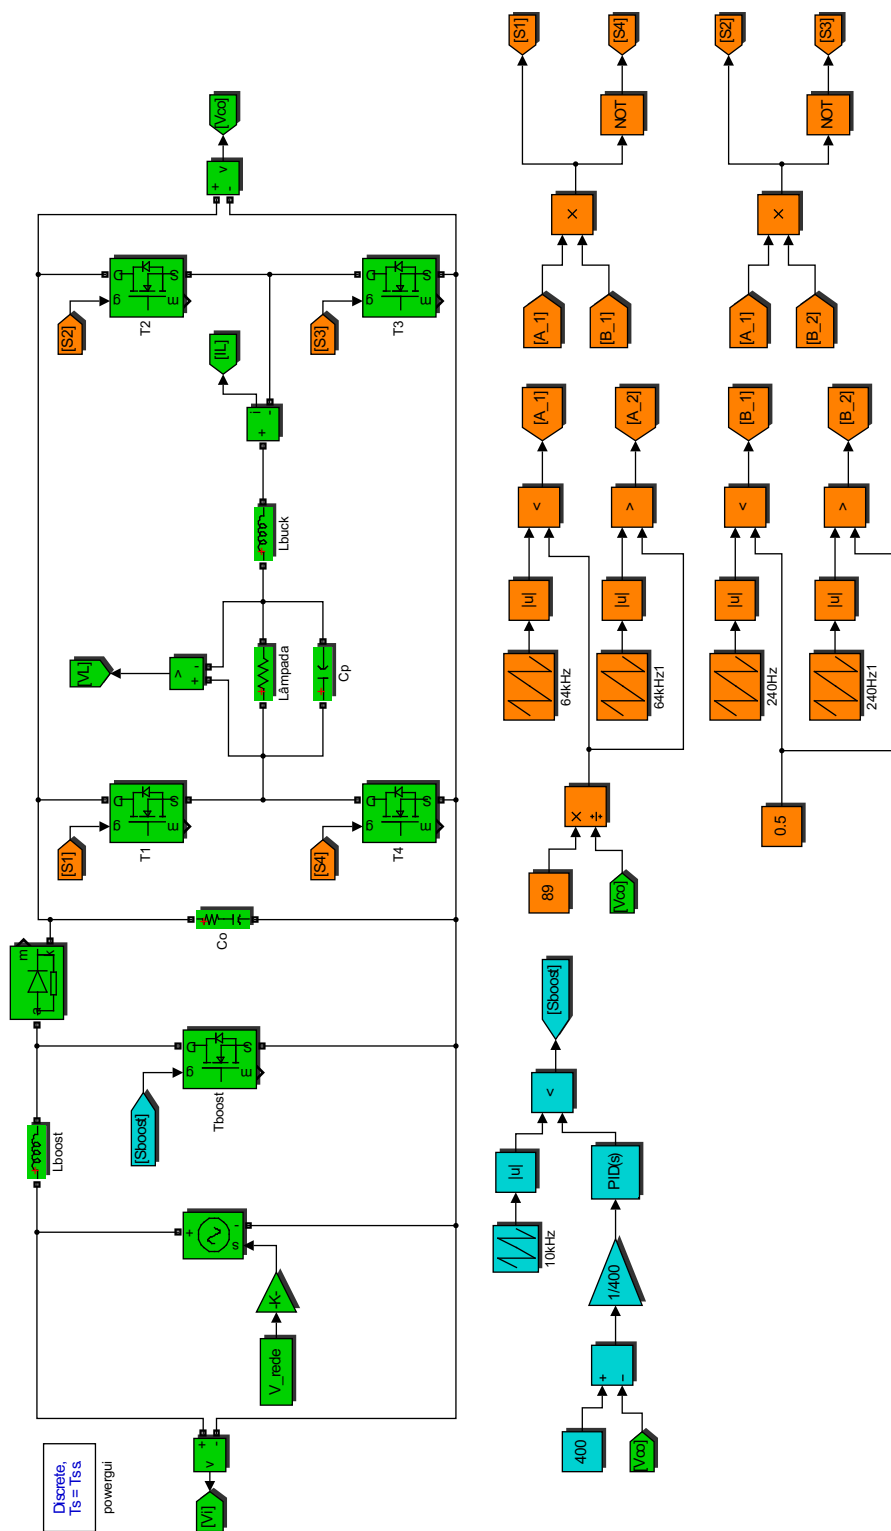 Discrete,
Ts = Tss
powergui
[Vi]
v
+
-
V_rede
-K-
s
+
-
Lboost
[Sboost]
g
D
S
m
Tboost
a
k
m
Co
[S1]
g
D
S
m
T1
[S4]
g
D
S
m
T4
[VL]
v
+
-
Lâmpada
Cp
Lbuck
+
i
-
[IL]
[S2]
g
D
S
m
T2
[S3]
g
D
S
m
T3
+
-
v
[Vco]
400
[Vco]
+
−
1/400
PID(s)
10kHz
|u|
<
[Sboost]
89
[Vco]
×
÷
64kHz
|u|
<
[A_1]
64kHz1
|u|
>
[A_2]
0.5
240Hz
|u|
<
[B_1]
240Hz1
|u|
>
[B_2]
[A_1]
[B_1]
×
NOT
[S1]
[S4]
[A_1]
[B_2]
×
NOT
[S2]
[S3]